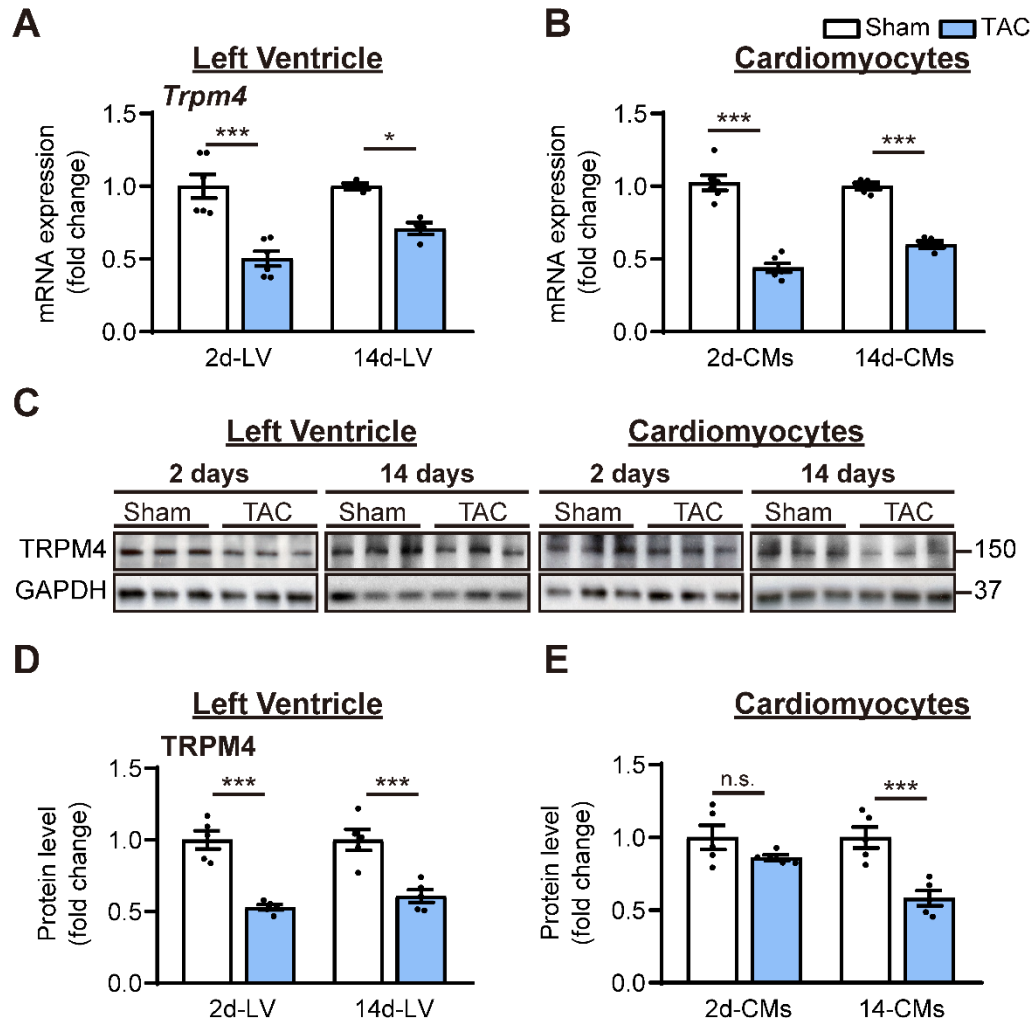 A
B
Sham TAC
Left Ventricle
Cardiomyocytes
Trpm4
mRNA expression
(fold change)
1.5
1.0
0.5
0.0
***
*
2d-LV
14d-LV
mRNA expression
(fold change)
1.5
1.0
0.5
0.0
***
***
2d-CMs
14d-CMs
C
Left Ventricle
Cardiomyocytes
2 days
14 days
2 days
14 days
Sham TAC Sham TAC Sham TAC Sham TAC
TRPM4
150
GAPDH
37
D
E
Left Ventricle
Cardiomyocytes
TRPM4
Protein level
(fold change)
1.5
1.0
0.5
0.0
***
***
2d-LV
14d-LV
Protein level
(fold change)
1.5
1.0
0.5
0.0
n.s.
***
2d-CMs
14-CMs